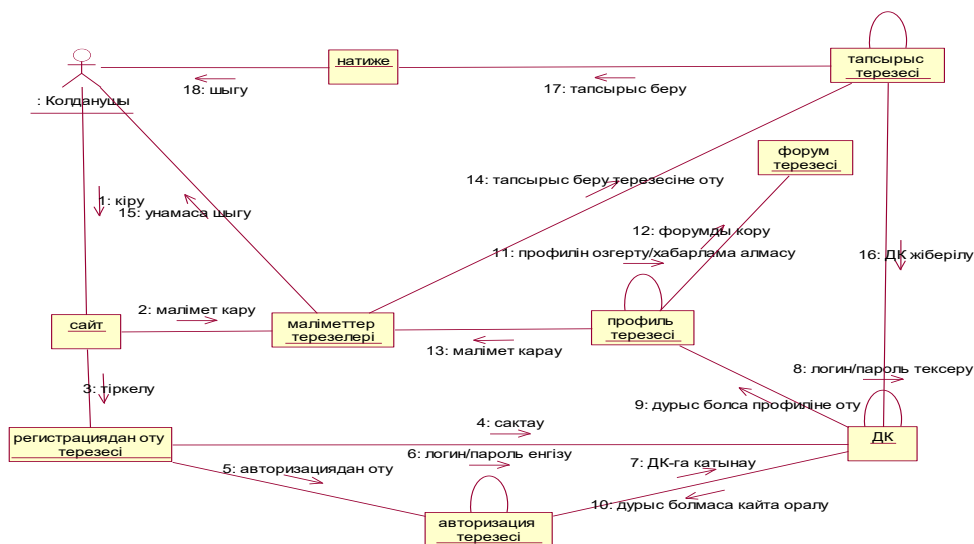 натиже
тапсырыс
терезесі
18: шыгу
17: тапсырыс беру
: Колданушы
форум
терезесі
14: тапсырыс беру терезесіне оту
1: кіру
15: унамаса шыгу
12: форумды кору
11: профилін озгерту/хабарлама алмасу
16: ДК жіберілу
2: малімет кару
сайт
маліметтер
терезелері
профиль
терезесі
13: малімет карау
8: логин/пароль тексеру
3: тіркелу
9: дурыс болса профиліне оту
4: сактау
регистрациядан оту
терезесі
ДК
5: авторизациядан оту
6: логин/пароль енгізу
7: ДК-га катынау
10: дурыс болмаса кайта оралу
авторизация
терезесі